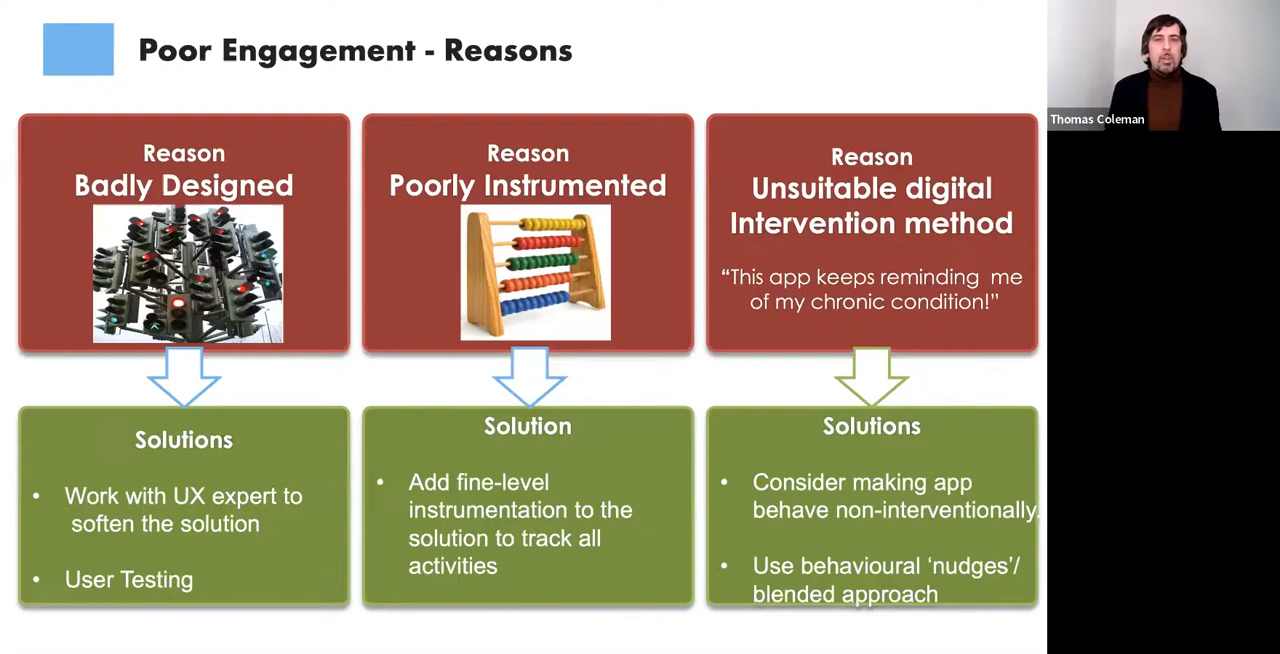 Poor Engagement - Reasons
Thomas Coleman
Reason
Badly Designed
Reason
Poorly Instrumented
Reason
Unsuitable digital
Intervention method
“This app keeps reminding me
of my chronic condition!”
Solutions
• Work with UX expert to
soften the solution
• User Testing
Solution
• Add fine-level
instrumentation to the
solution to track all
activities
Solutions
• Consider making app
behave non-interventionally.
• Use behavioural ‘nudges’/
blended approach